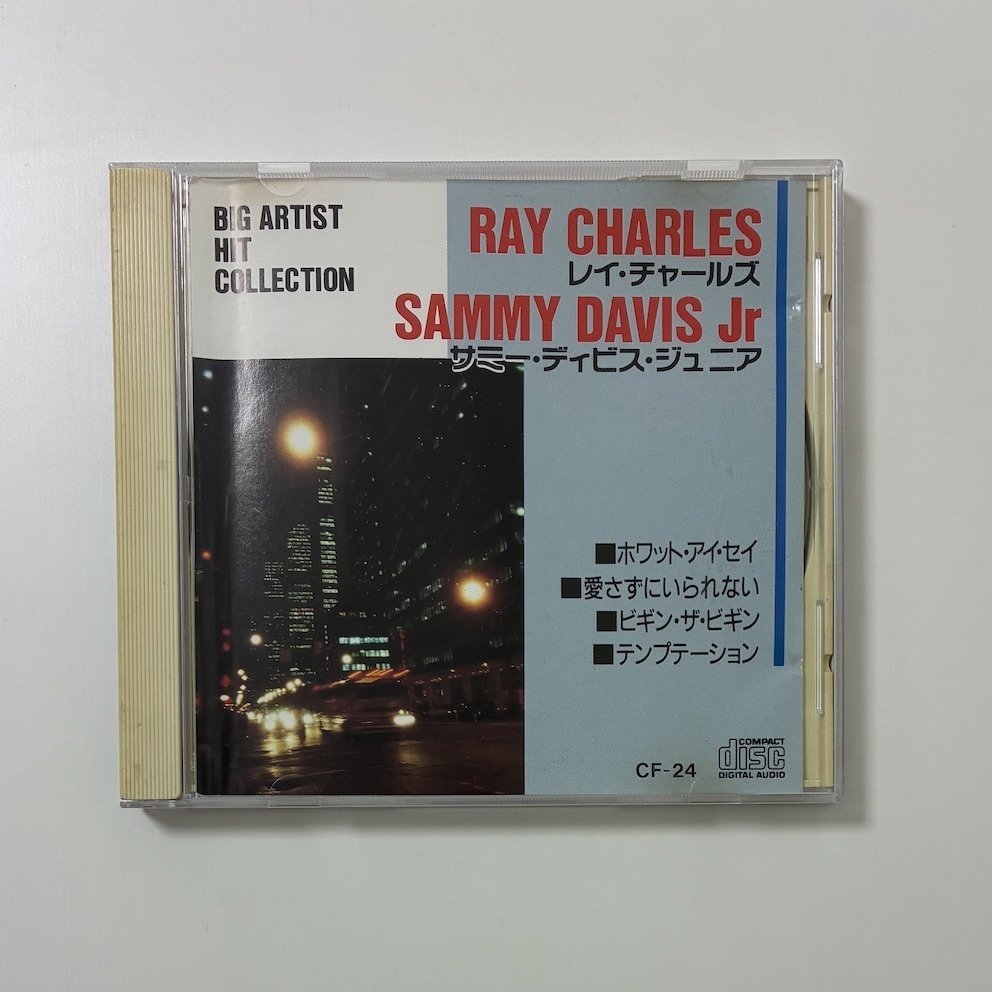 BIG ARTIST
HIT
COLLECTION
RAY CHARLES
レイ・チャールズ
SAMMY DAVIS Jr
サミー・ディビス・ジュニア
■ホワット・アイ・セイ
■愛さずにいられない
■ビギン・ザ・ビギン
■テンプテーション
CF-24
COMPACT
disc
DIGITAL AUDIO